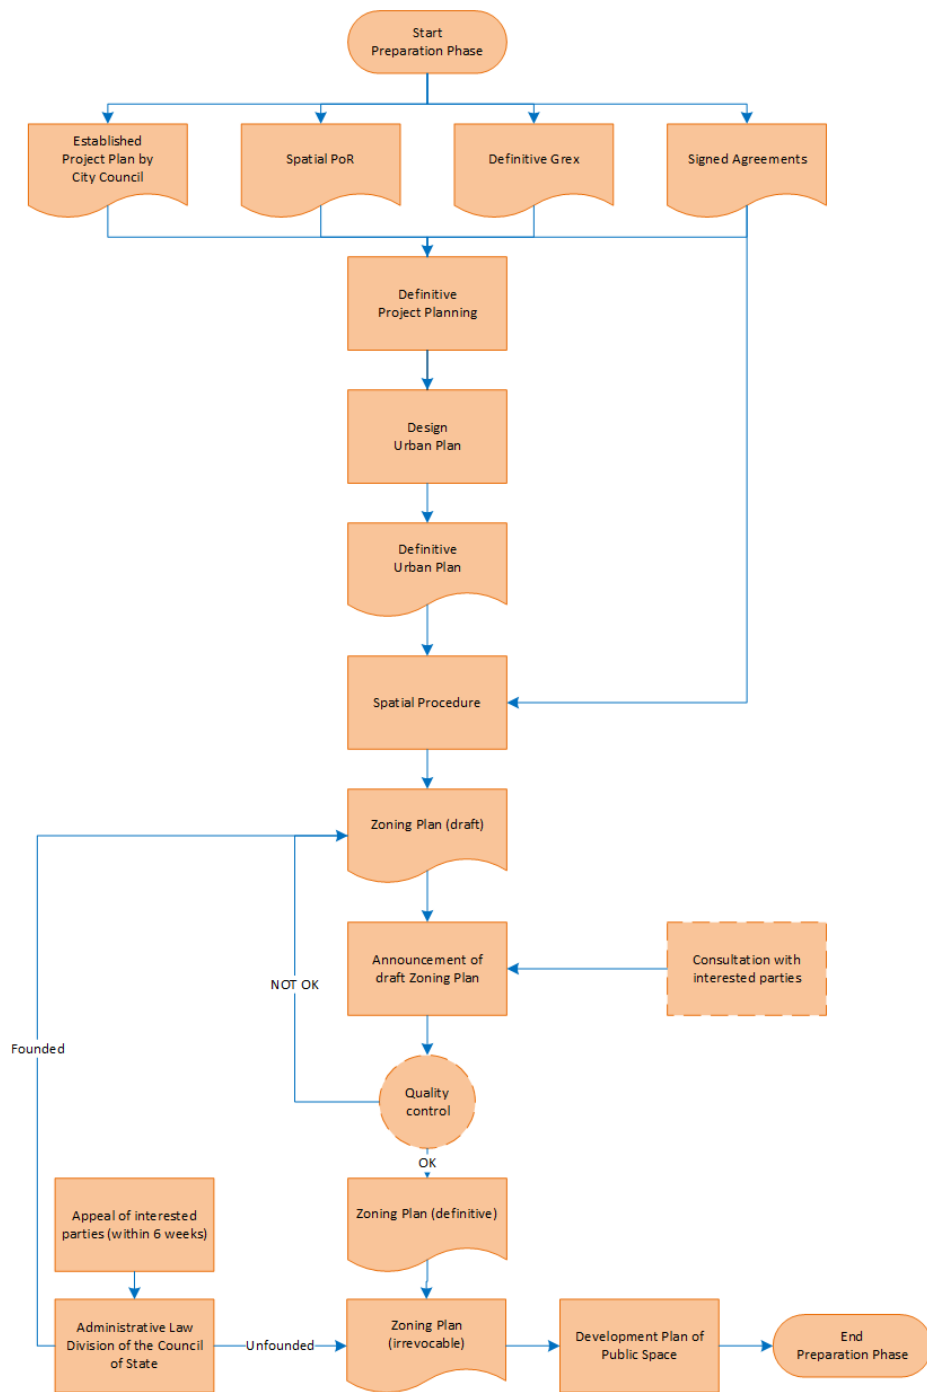 Start
Preparation Phase
Established
Project Plan by
City Council
Spatial PoR
Definitive Grex
Signed Agreements
Definitive
Project Planning
Design
Urban Plan
Definitive
Urban Plan
Spatial Procedure
Zoning Plan (draft)
Announcement of
draft Zoning Plan
Consultation with
interested parties
NOT OK
Founded
Quality
control
OK
Appeal of interested
parties (within 6 weeks)
Zoning Plan (definitive)
Administrative Law
Division of the Council
of State
Unfounded
Zoning Plan
(irrevocable)
Development Plan of
Public Space
End
Preparation Phase